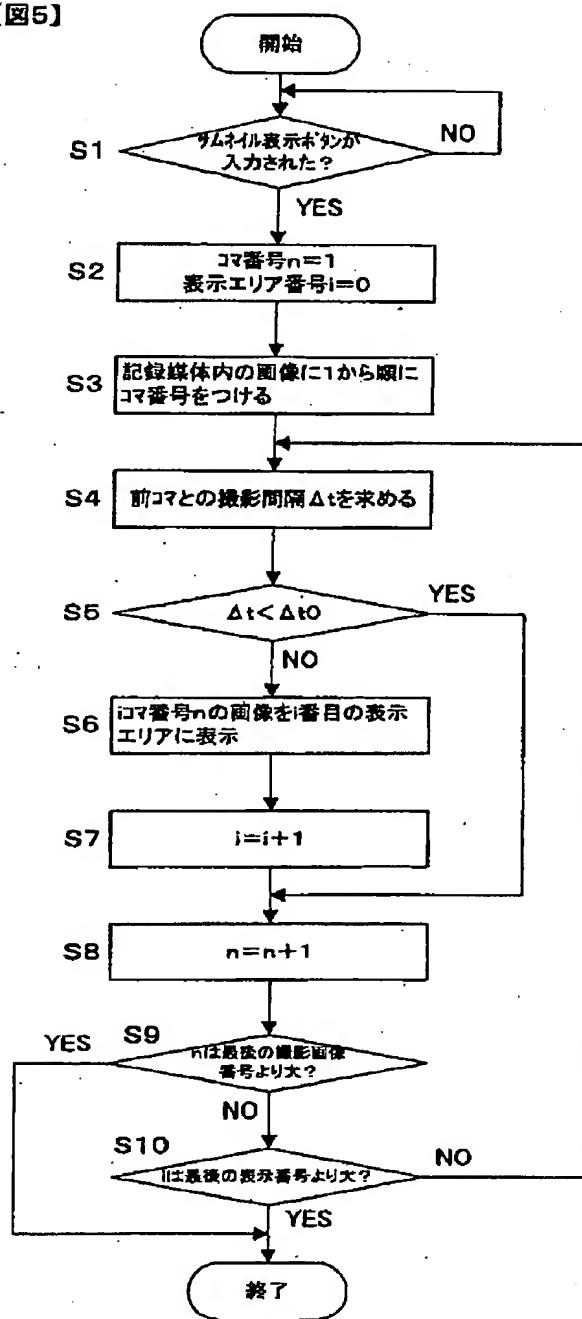 【図5】
開始
S1
サムネイル表示ボタンが
入力された?
NO
YES
S2
コマ番号n=1
表示エリア番号i=0
S3
記録媒体内の画像に1から順に
コマ番号をつける
S4
前コマとの撮影間隔Δtを求める
S5
Δt<Δt0
YES
NO
S6
iコマ番号nの画像をi番目の表示
エリアに表示
S7
i=i+1
S8
n=n+1
S9
YES
nは最後の撮影画像
番号より大?
NO
S10
iは最後の表示番号より大?
NO
YES
終了